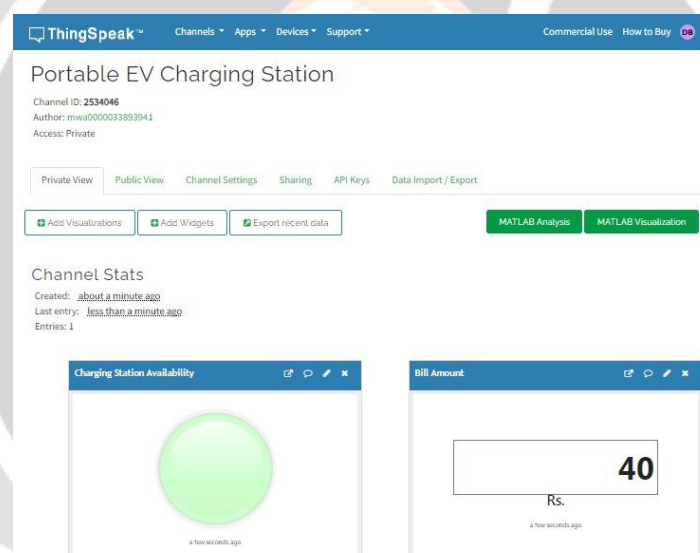 ThingSpeak™ Channels Apps Devices Support Commercial Use How to Buy DB
Portable EV Charging Station
Channel ID: 2534046
Author: mwa0000033893941
Access: Private
Private View Public View Channel Settings Sharing API Keys Data Import / Export
Add Visualizations Add Widgets Export recent data MATLAB Analysis MATLAB Visualization
Channel Stats
Created: about a minute ago
Last entry: less than a minute ago
Entries: 1
Charging Station Availability
a few seconds ago
Bill Amount
40
Rs.
a few seconds ago